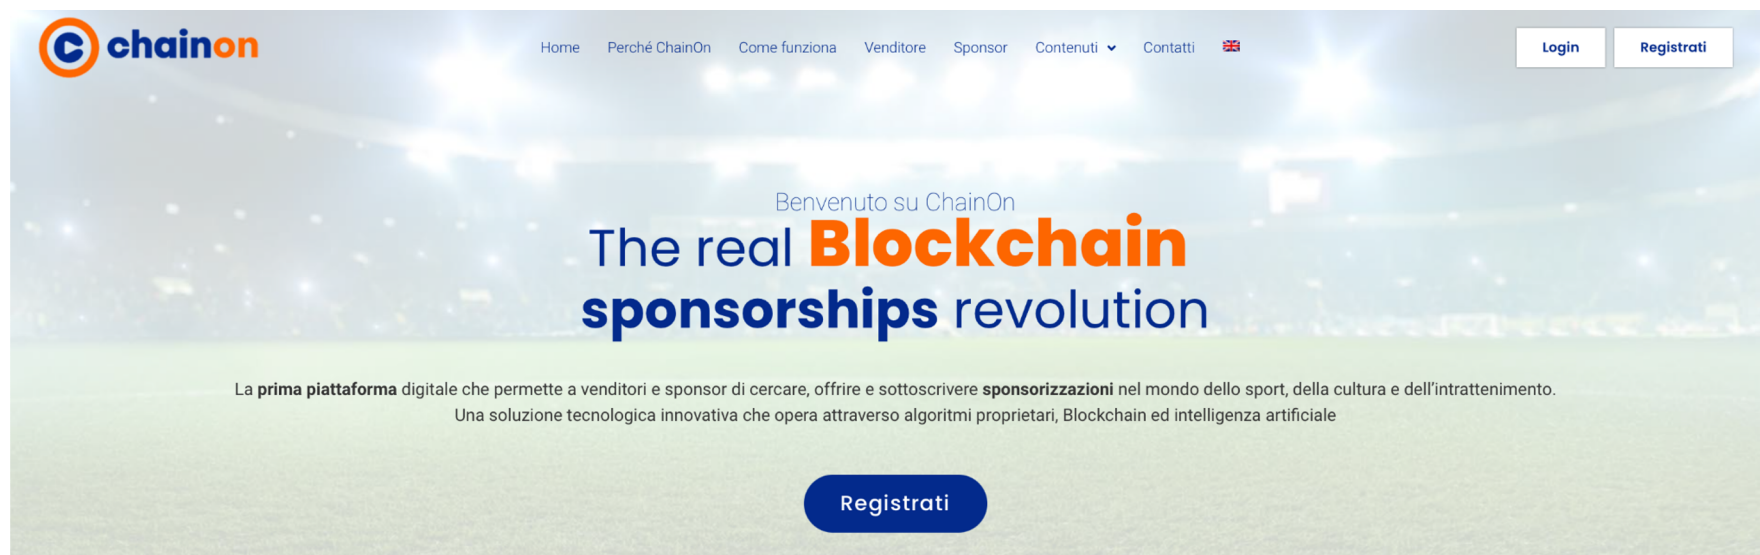 chainon
Home Perché ChainOn Come funziona Venditore Sponsor Contenuti Contatti
Login Registrati
Benvenuto su ChainOn
The real Blockchain
sponsorships revolution
La prima piattaforma digitale che permette a venditori e sponsor di cercare, offrire e sottoscrivere sponsorizzazioni nel mondo dello sport, della cultura e dell'intrattenimento.
Una soluzione tecnologica innovativa che opera attraverso algoritmi proprietari, Blockchain ed intelligenza artificiale
Registrati